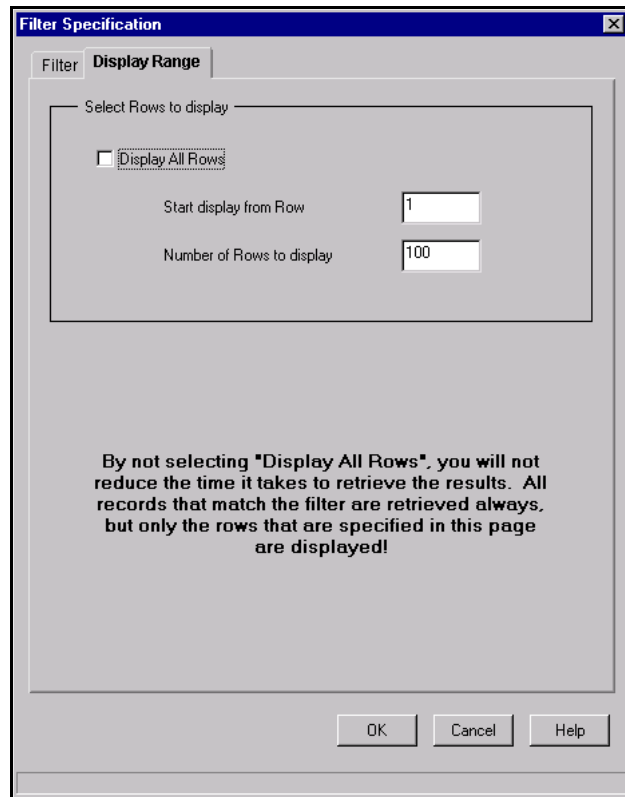 Filter Specification
Filter
Display Range
Select Rows to display
Display All Rows
Start display from Row
1
Number of Rows to display
100
By not selecting "Display All Rows", you will not
reduce the time it takes to retrieve the results. All
records that match the filter are retrieved always,
but only the rows that are specified in this page
are displayed!
OK
Cancel
Help